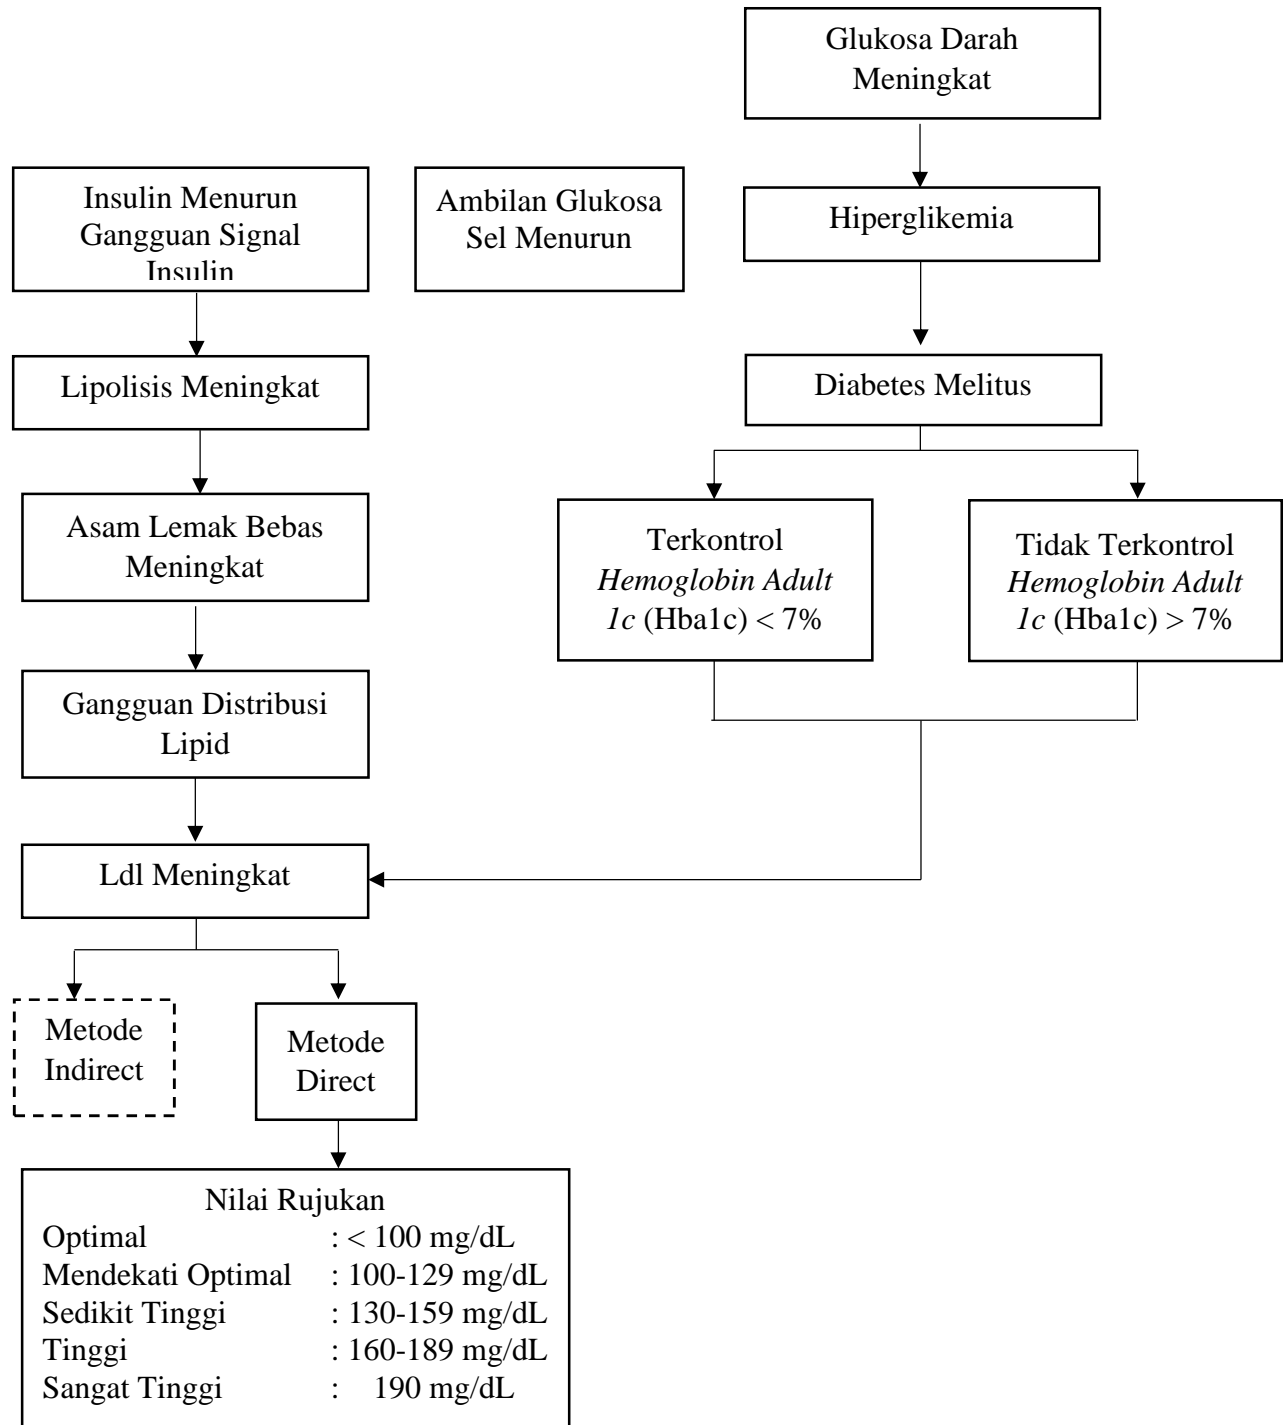 Glukosa Darah
Meningkat
Insulin Menurun
Gangguan Signal
Insulin
Ambilan Glukosa
Sel Menurun
Hiperglikemia
Lipolisis Meningkat
Diabetes Melitus
Asam Lemak Bebas
Meningkat
Terkontrol
Hemoglobin Adult
1c (Hba1c) < 7%
Tidak Terkontrol
Hemoglobin Adult
1c (Hba1c) > 7%
Gangguan Distribusi
Lipid
Ldl Meningkat
Metode
Indirect
Metode
Direct
Nilai Rujukan
Optimal : < 100 mg/dL
Mendekati Optimal : 100-129 mg/dL
Sedikit Tinggi : 130-159 mg/dL
Tinggi : 160-189 mg/dL
Sangat Tinggi : 190 mg/dL